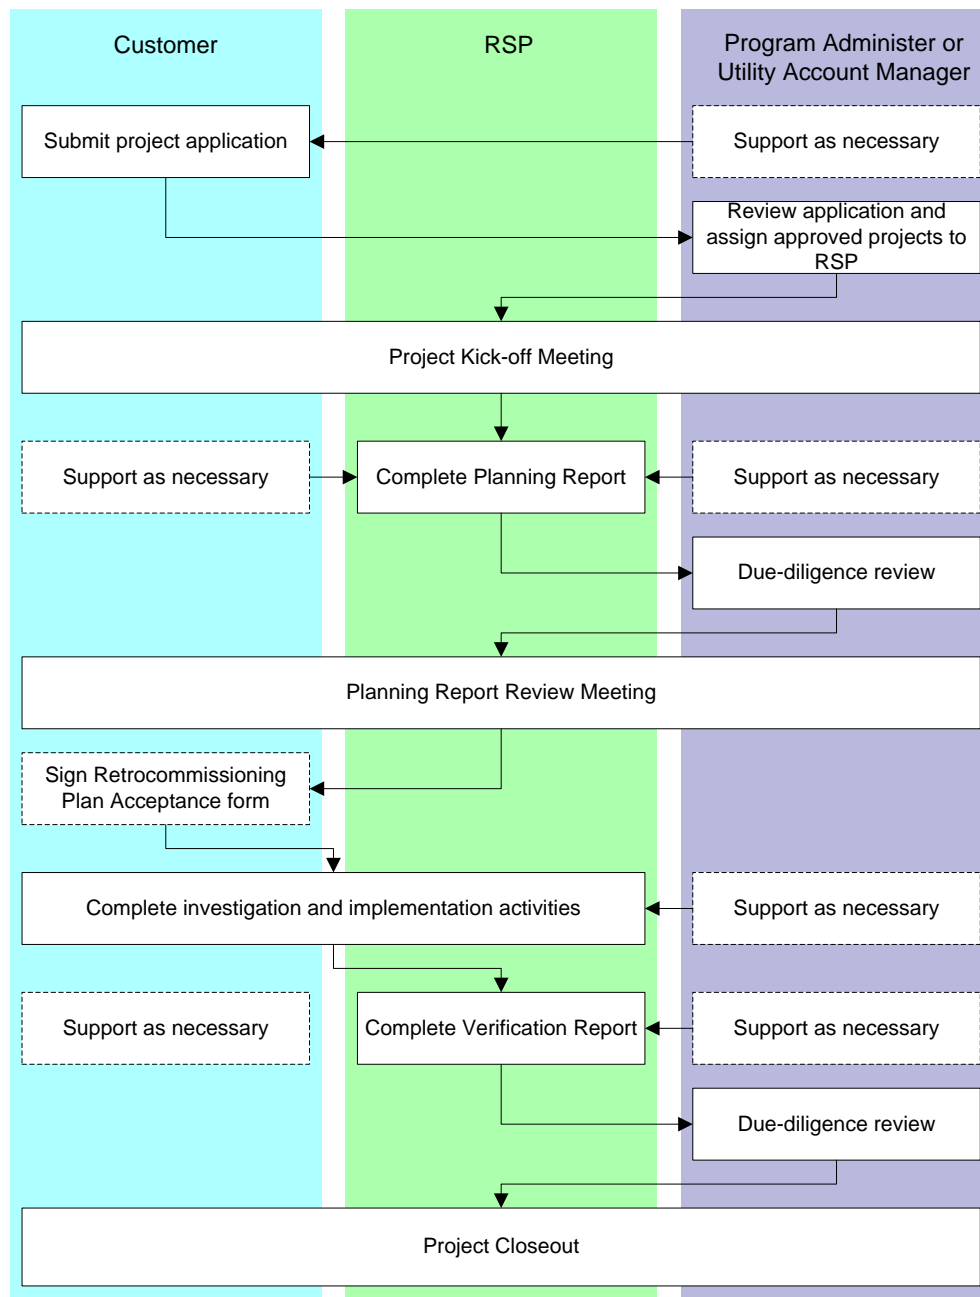 Customer
RSP
Program Administer or
Utility Account Manager
Submit project application
Support as necessary
Review application and
assign approved projects to
RSP
Project Kick-off Meeting
Support as necessary
Complete Planning Report
Support as necessary
Due-diligence review
Planning Report Review Meeting
Sign Retrocommissioning
Plan Acceptance form
Complete investigation and implementation activities
Support as necessary
Support as necessary
Complete Verification Report
Support as necessary
Due-diligence review
Project Closeout